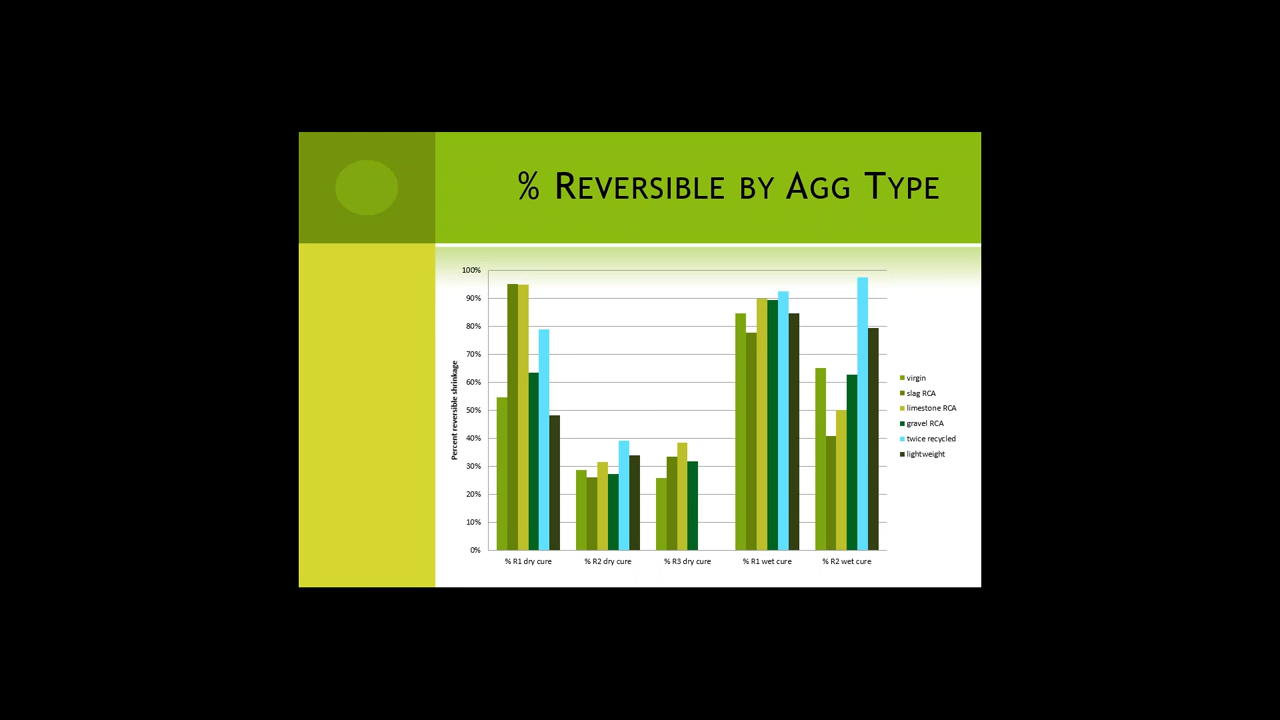 % Reversible by Agg Type
100%
90%
80%
70%
60%
50%
40%
30%
20%
10%
0%
Percent reversible shrinkage
% R1 dry cure
% R2 dry cure
% R3 dry cure
% R1 wet cure
% R2 wet cure
virgin
slag RCA
limestone RCA
gravel RCA
twice recycled
lightweight